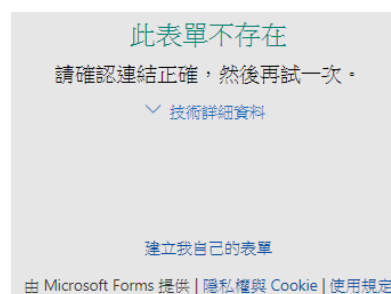 此表單不存在
請確認連結正確，然後再試一次。
技術詳細資料
建立我自己的表單
由 Microsoft Forms 提供 | 隱私權與 Cookie | 使用規定